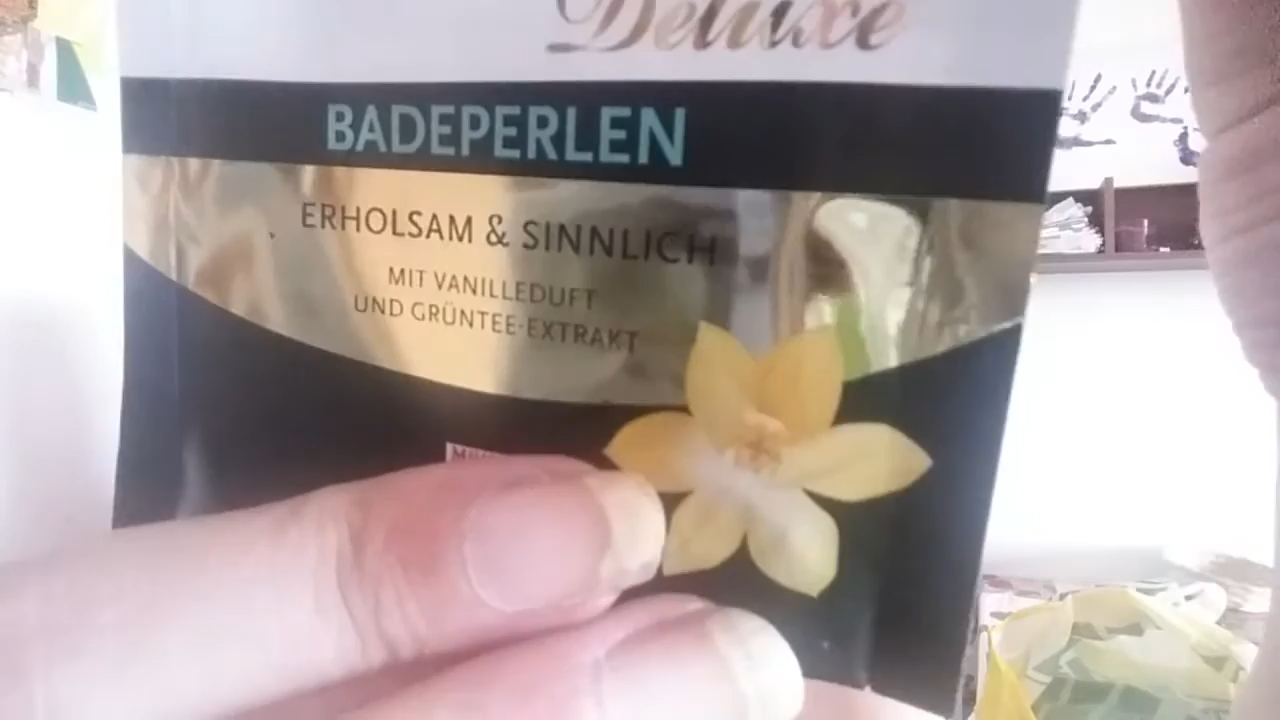 Deluxe
BADEPERLEN
ERHOLSAM & SINNLICH
MIT VANILLEDUFT
UND GRÜNTEE-EXTRAKT